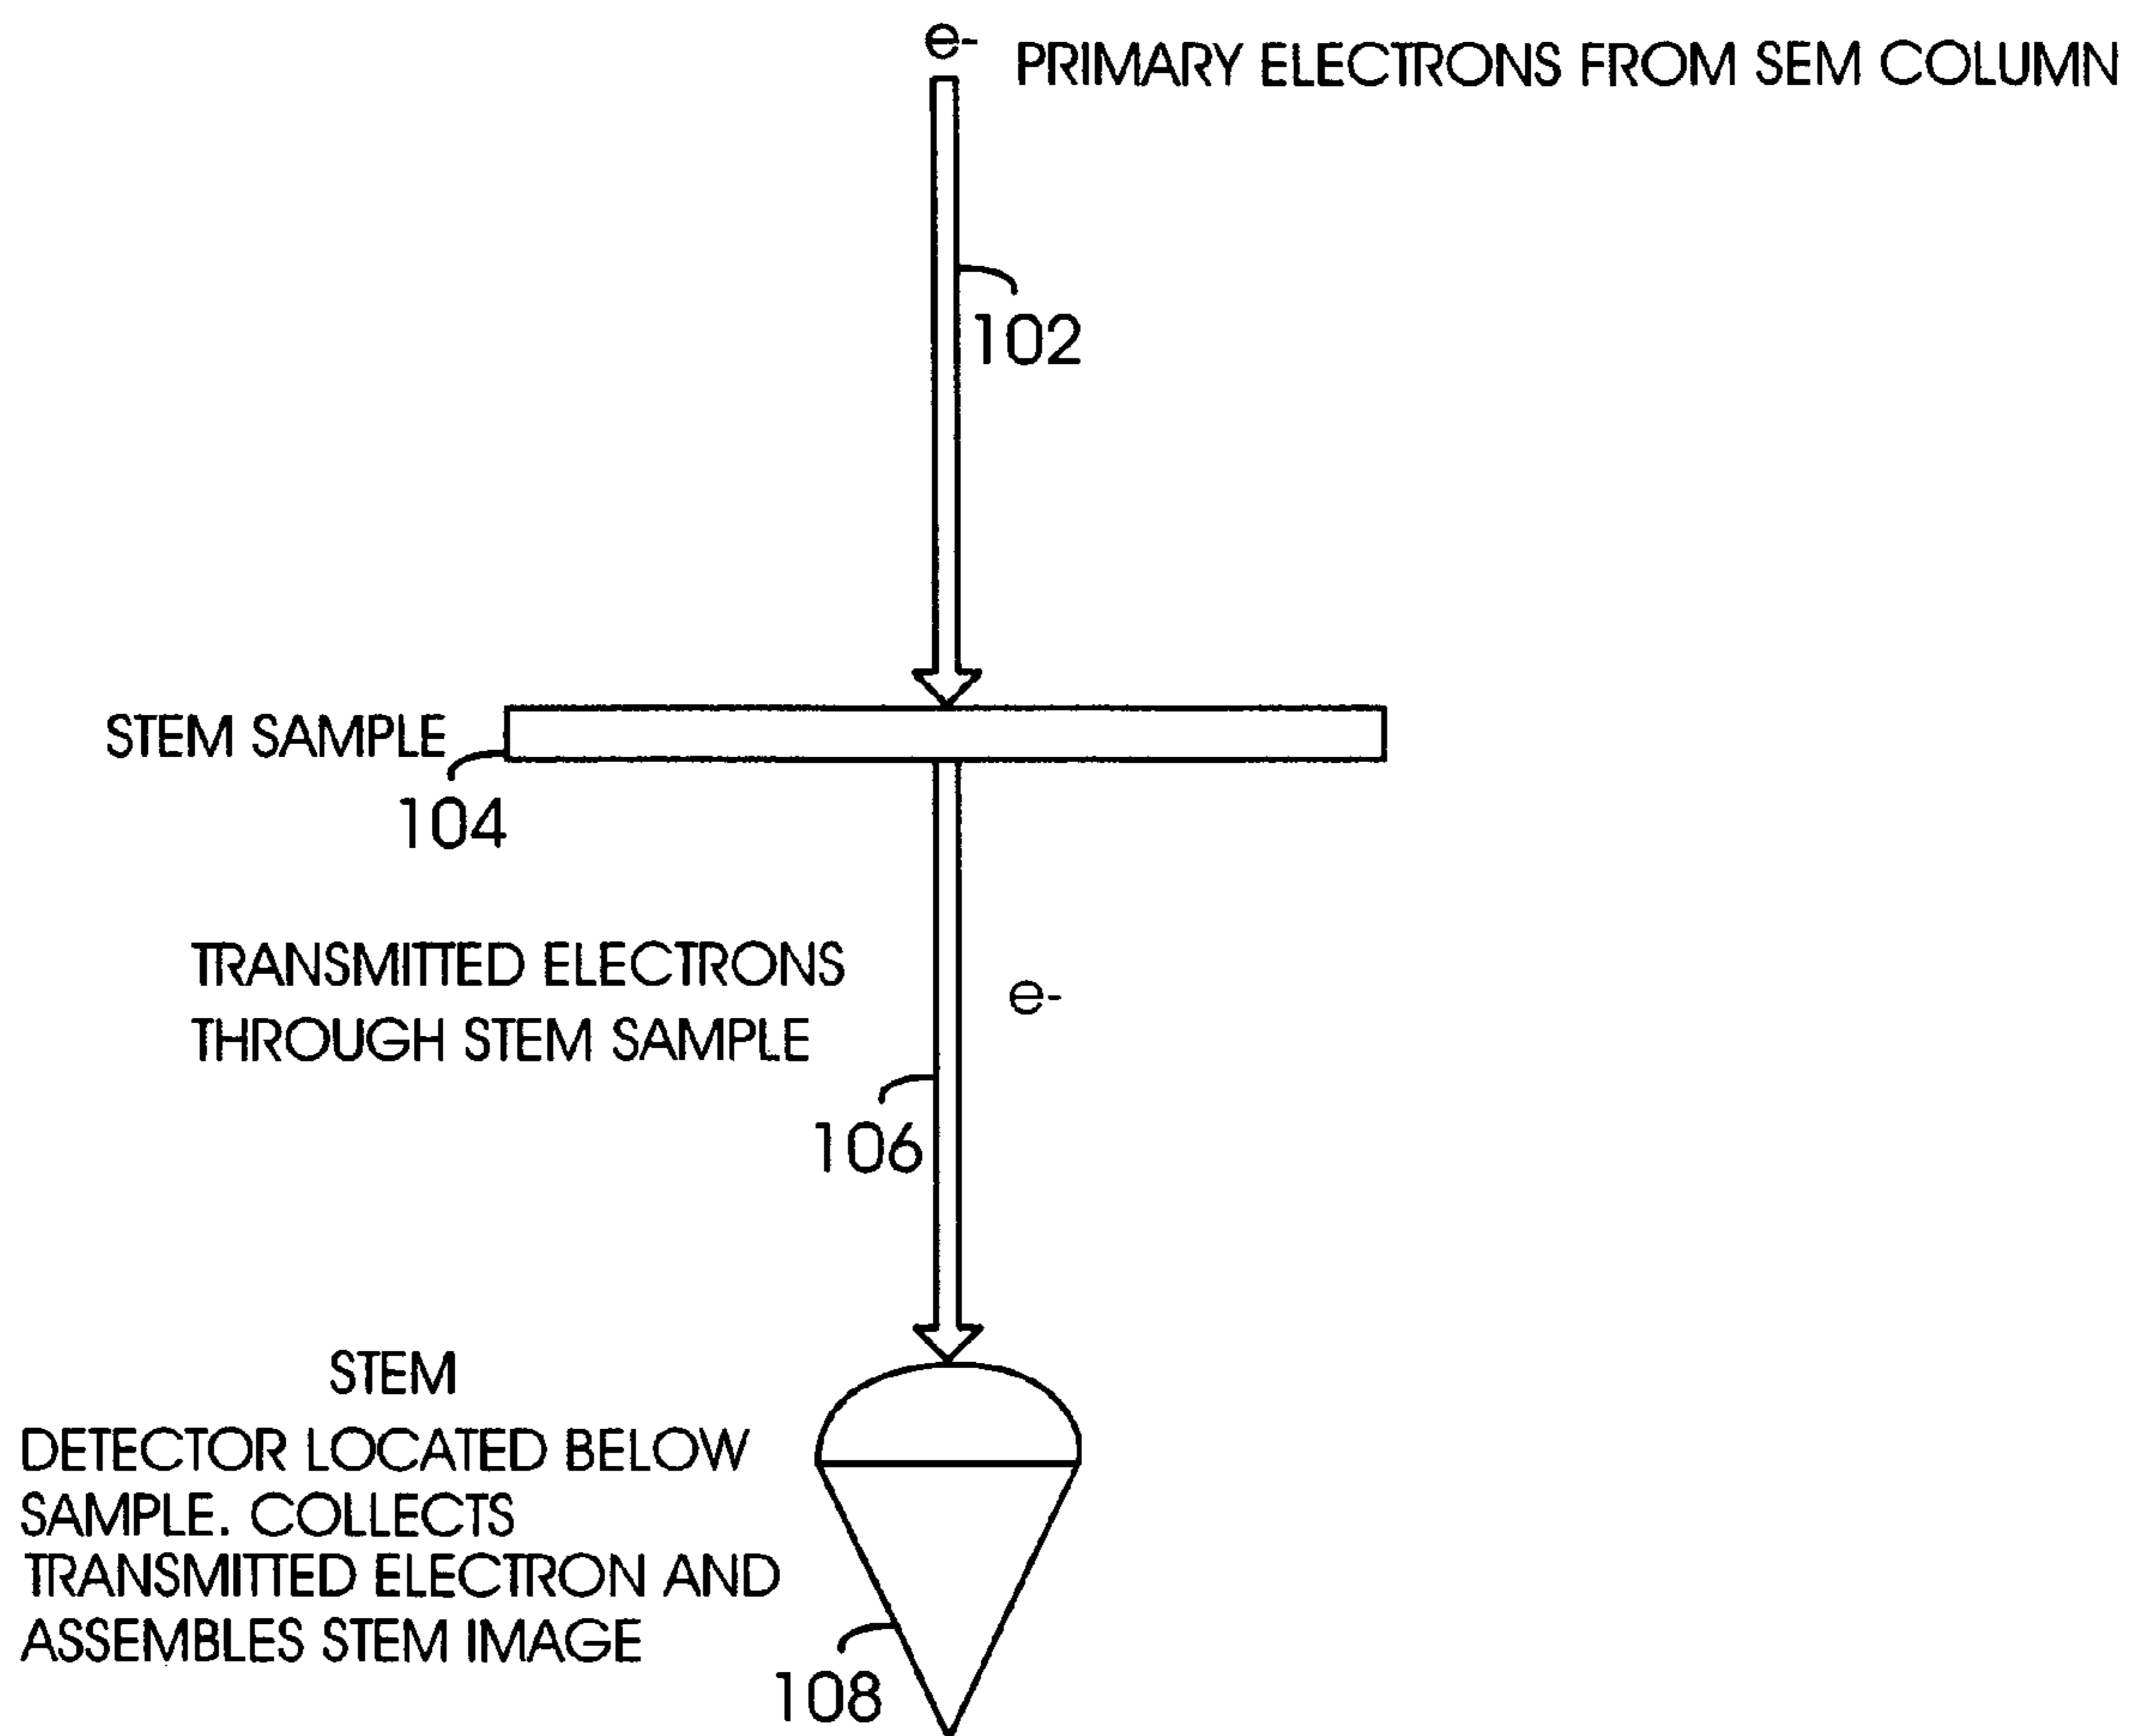 e-
PRIMARY ELECTRONS FROM SEM COLUMN
102
STEM SAMPLE
104
TRANSMITTED ELECTRONS
THROUGH STEM SAMPLE
e-
106
STEM
DETECTOR LOCATED BELOW
SAMPLE. COLLECTS
TRANSMITTED ELECTRON AND
ASSEMBLES STEM IMAGE
108